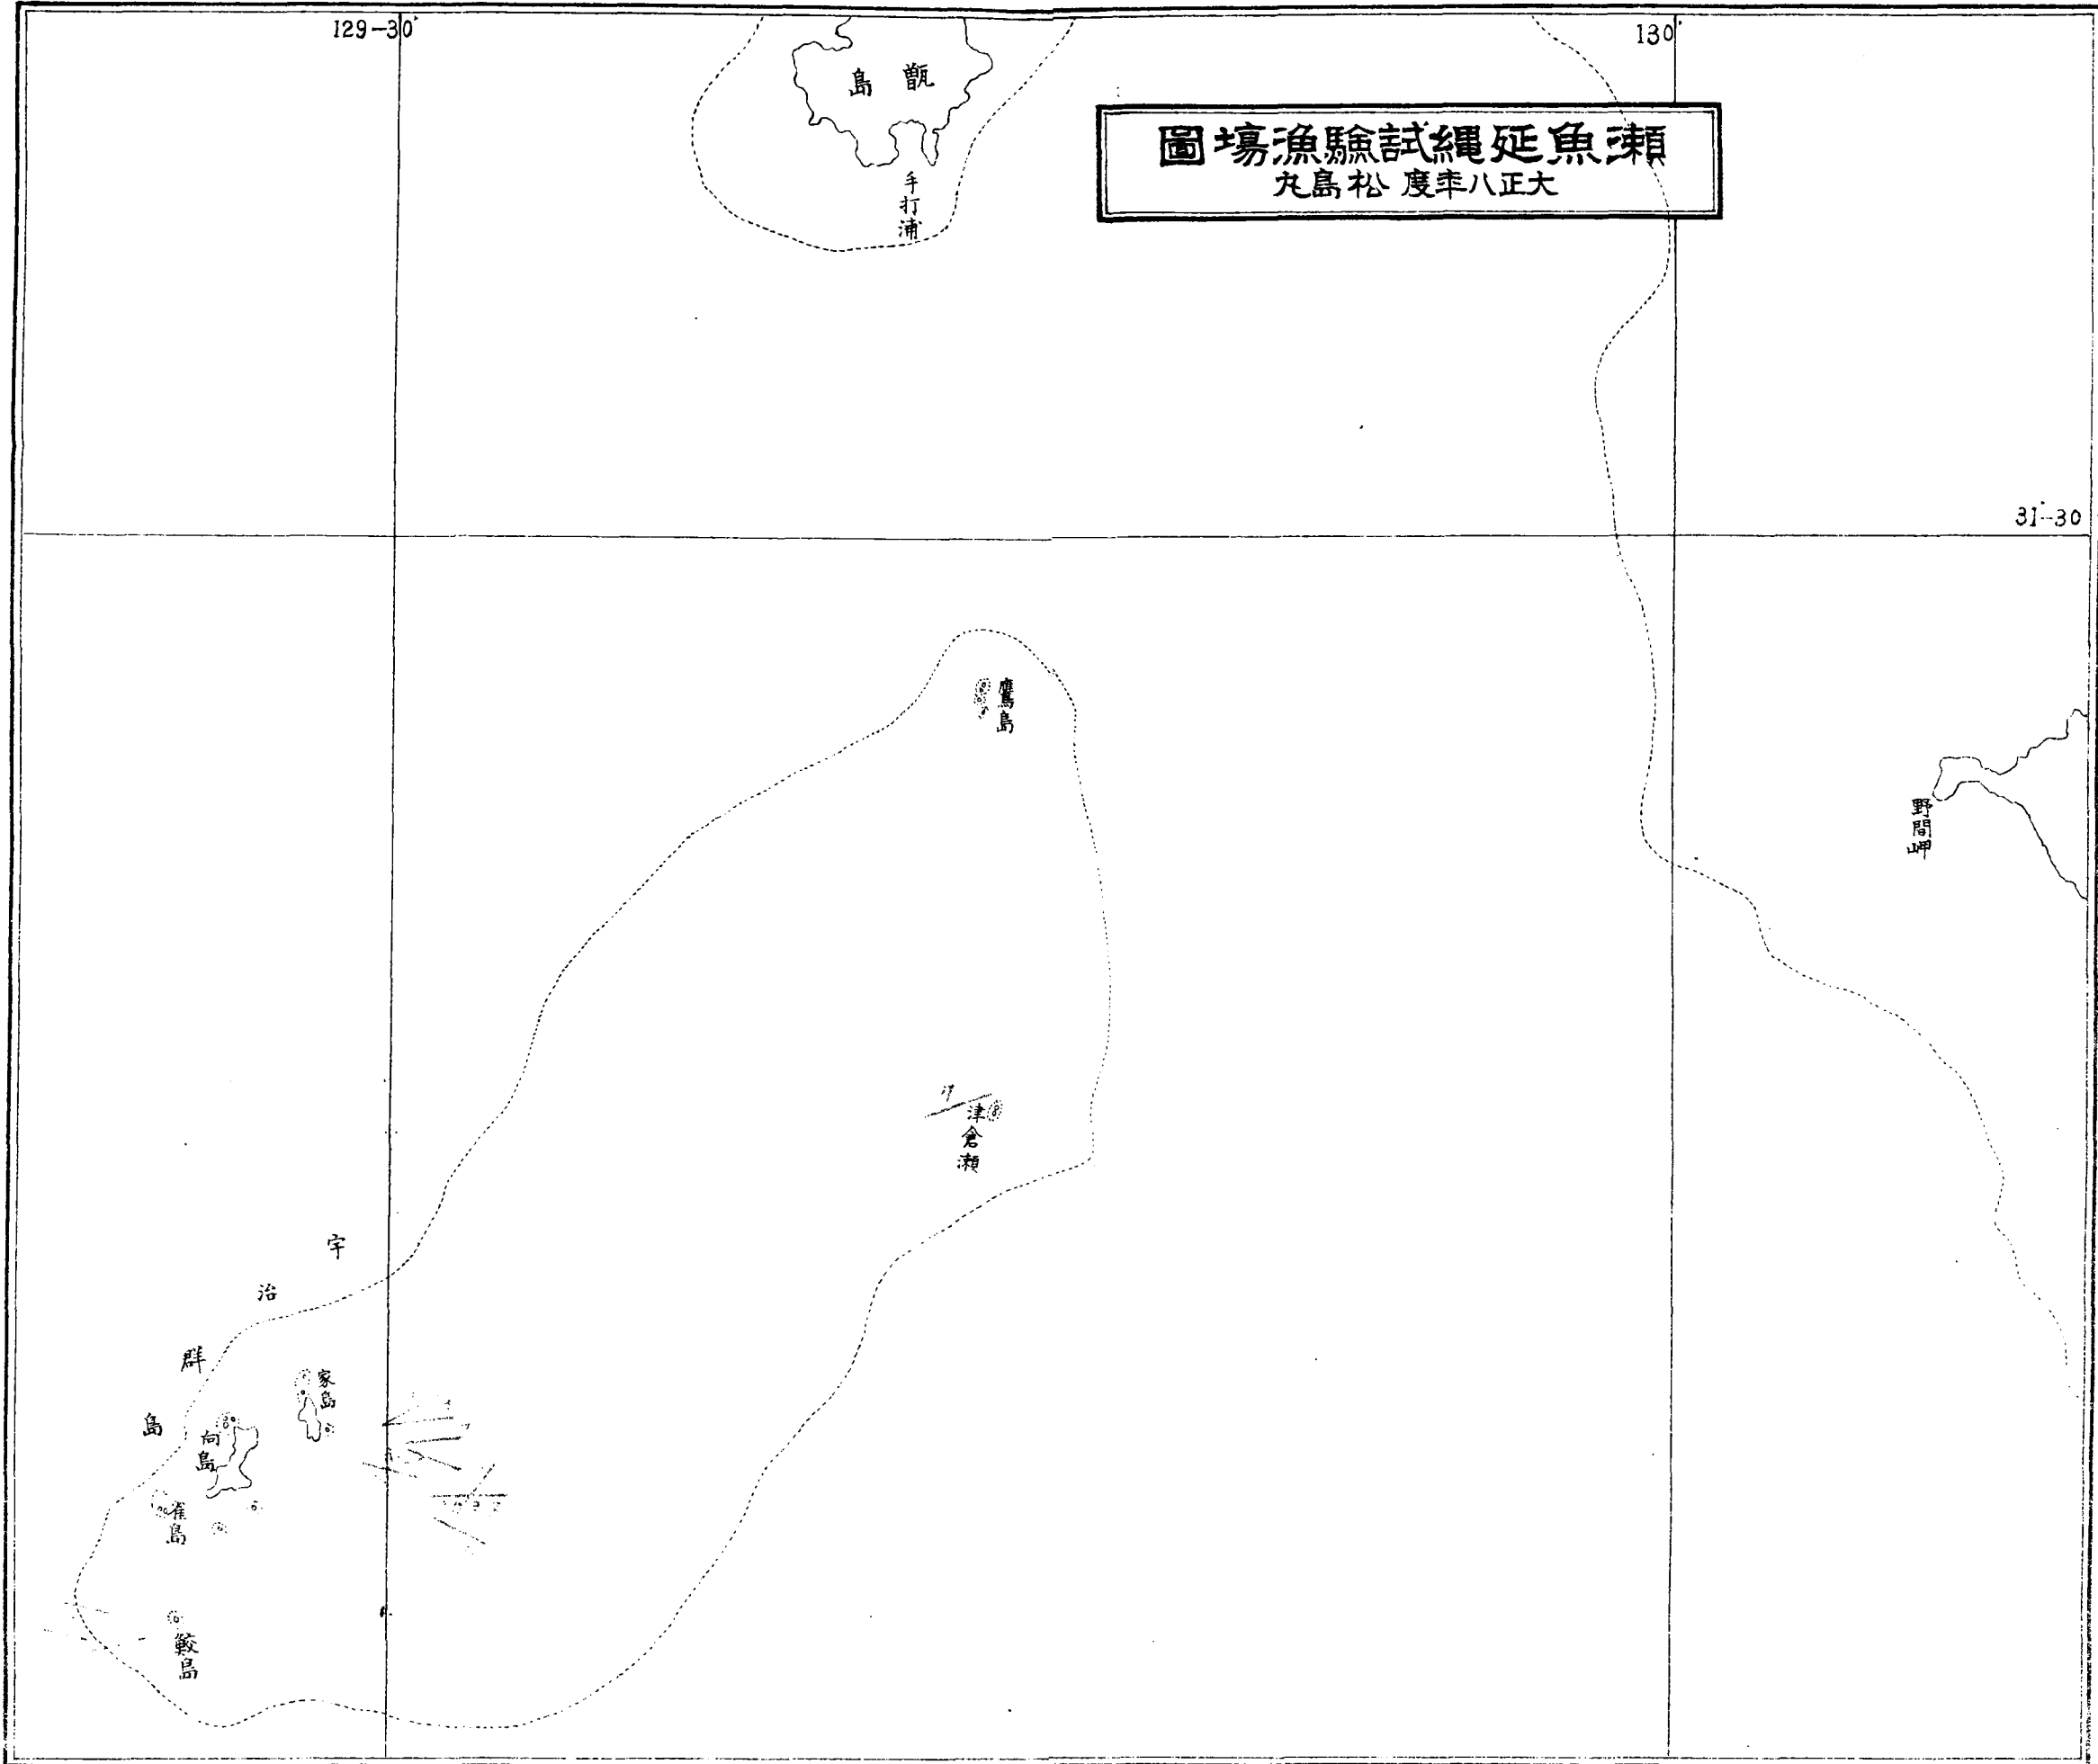 瀬魚延縄試驗漁場圖
大正八年度 松島丸
129-30'
130'
31-30
甑島
手打浦
鷹島
野間岬
津倉瀬
宇治群島
家島
向島
雀島
鮫島